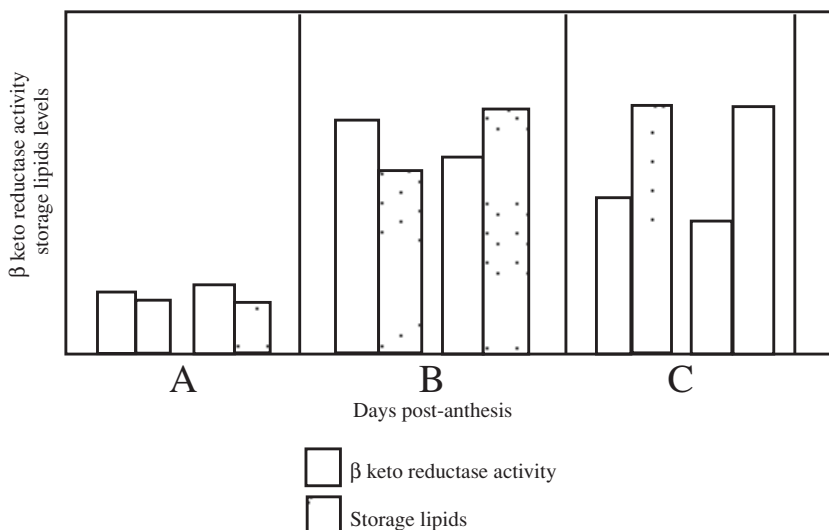 β keto reductase activity
storage lipids levels
A B C
Days post-anthesis
β keto reductase activity
Storage lipids